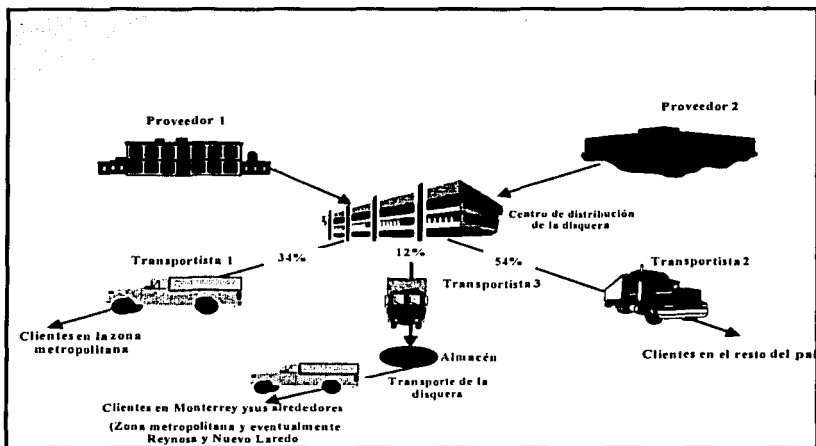 Proveedor 1
Proveedor 2
Centro de distribución
de la disquera
34%
12%
54%
Transportista 1
Transportista 3
Transportista 2
Clientes en la zona
metropolitana
Almacén
Clientes en el resto del paí
Transporte de la
disquera
Clientes en Monterrey ysus alrededores
(Zona metropolitana y eventualmente
Reynosa y Nuevo Laredo